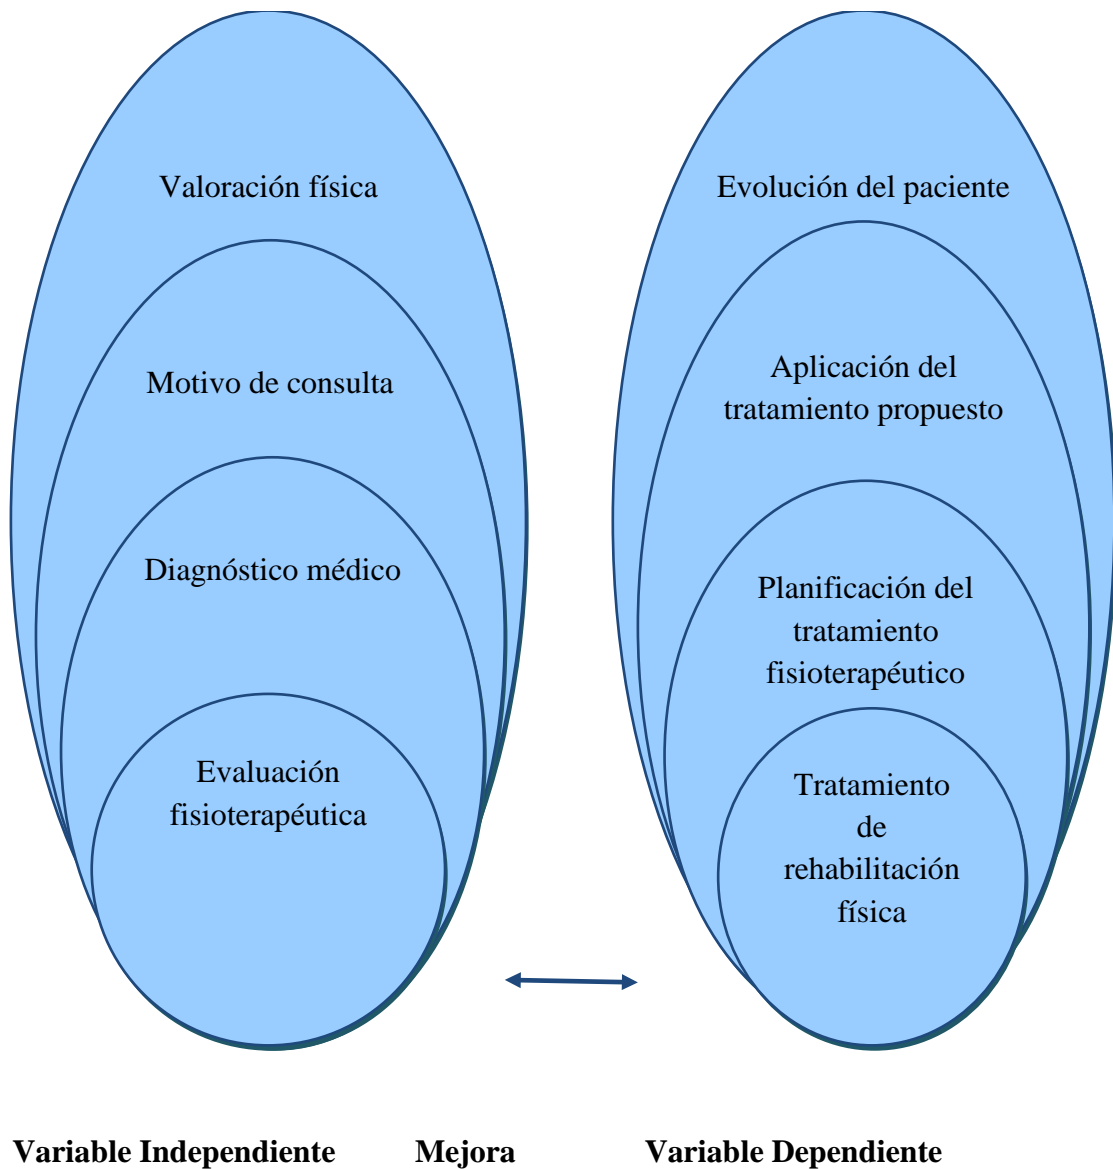 Valoración física
Motivo de consulta
Diagnóstico médico
Evaluación
fisioterapéutica
Evolución del paciente
Aplicación del
tratamiento propuesto
Planificación del
tratamiento
fisioterapéutico
Tratamiento
de
rehabilitación
física
Variable Independiente Mejora Variable Dependiente